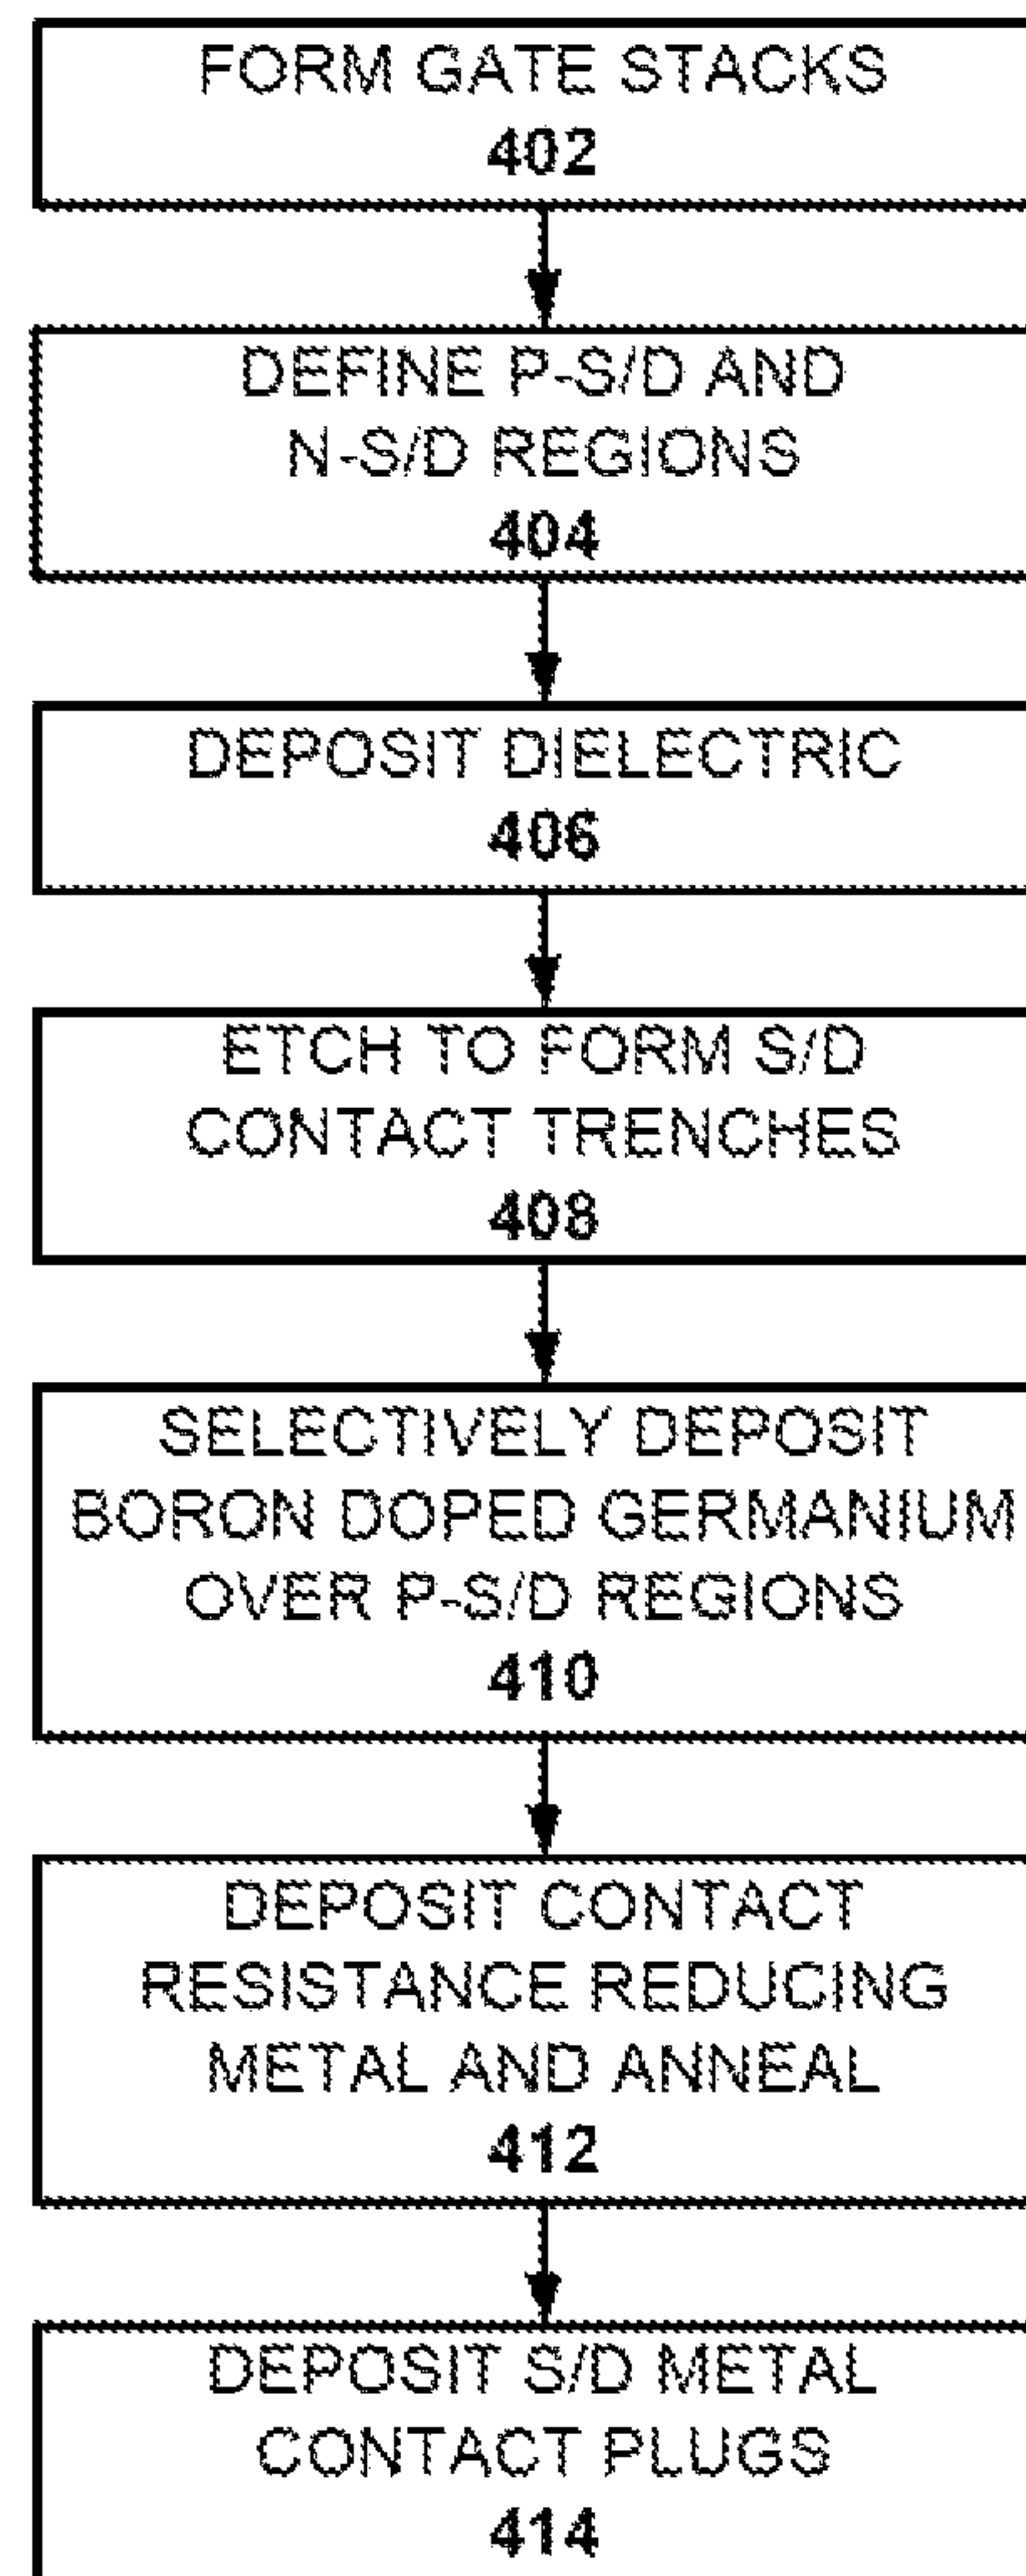 FORM GATE STACKS
402
DEFINE P-S/D AND
N-S/D REGIONS
404
DEPOSIT DIELECTRIC
406
ETCH TO FORM S/D
CONTACT TRENCHES
408
SELECTIVELY DEPOSIT
BORON DOPED GERMANIUM
OVER P-S/D REGIONS
410
DEPOSIT CONTACT
RESISTANCE REDUCING
METAL AND ANNEAL
412
DEPOSIT S/D METAL
CONTACT PLUGS
414